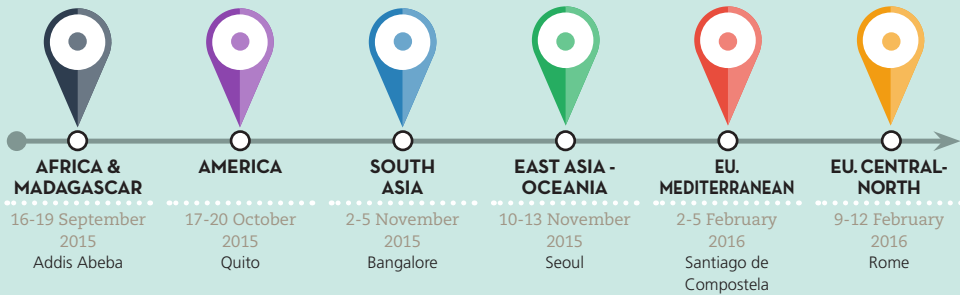 AFRICA &
MADAGASCAR
16-19 September
2015
Addis Abeba
AMERICA
17-20 October
2015
Quito
SOUTH
ASIA
2-5 November
2015
Bangalore
EAST ASIA -
OCEANIA
10-13 November
2015
Seoul
EU.
MEDITERRANEAN
2-5 February
2016
Santiago de
Compostela
EU. CENTRAL-
NORTH
9-12 February
2016
Rome